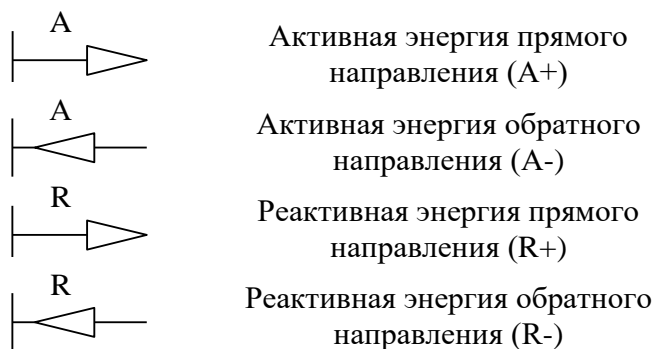 A
Активная энергия прямого
направления (A+)
A
Активная энергия обратного
направления (A-)
R
Реактивная энергия прямого
направления (R+)
R
Реактивная энергия обратного
направления (R-)